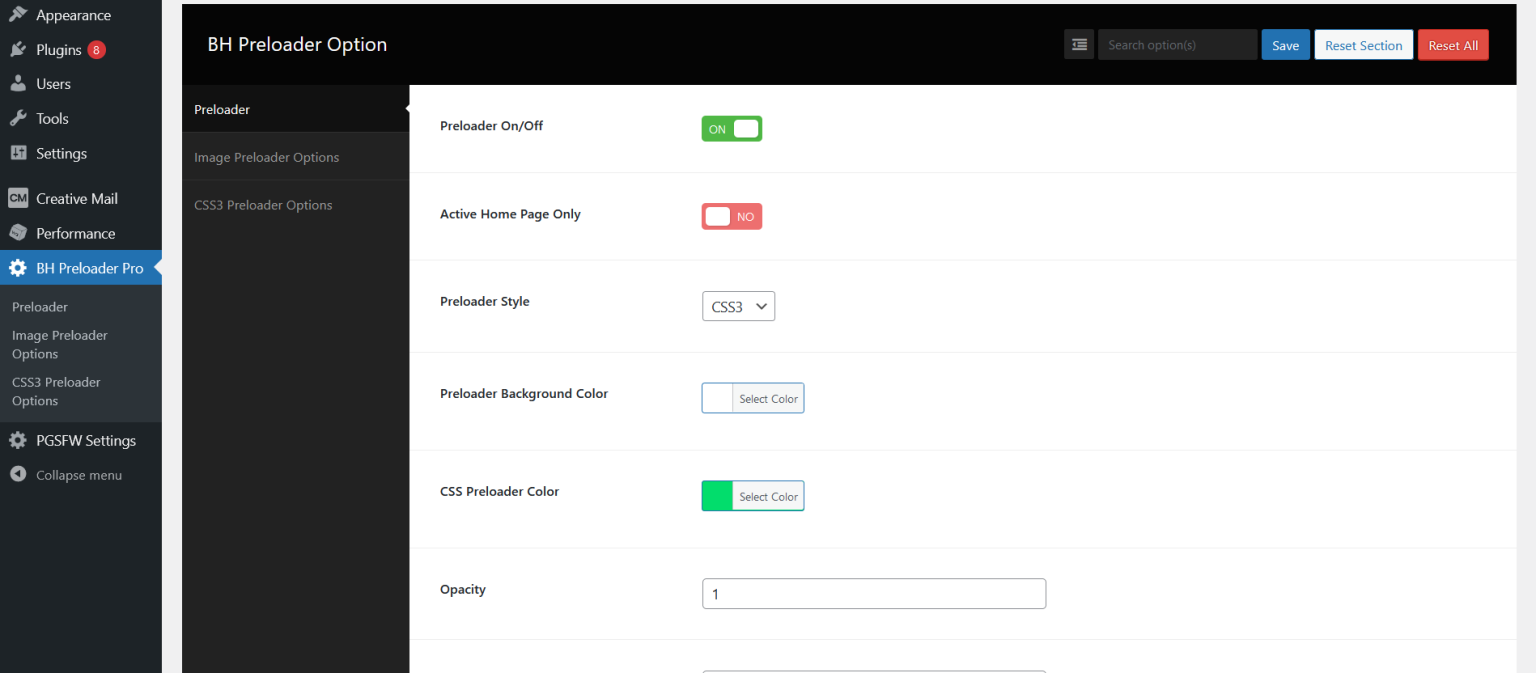 Appearance
Plugins 8
Users
Tools
Settings
CM Creative Mail
Performance
BH Preloader Pro
Preloader
Image Preloader
Options
CSS3 Preloader
Options
PGSFW Settings
Collapse menu
BH Preloader Option
Search option(s)
Save
Reset Section
Reset All
Preloader
Image Preloader Options
CSS3 Preloader Options
Preloader On/Off
ON
Active Home Page Only
NO
Preloader Style
CSS3
Preloader Background Color
Select Color
CSS Preloader Color
Select Color
Opacity
1